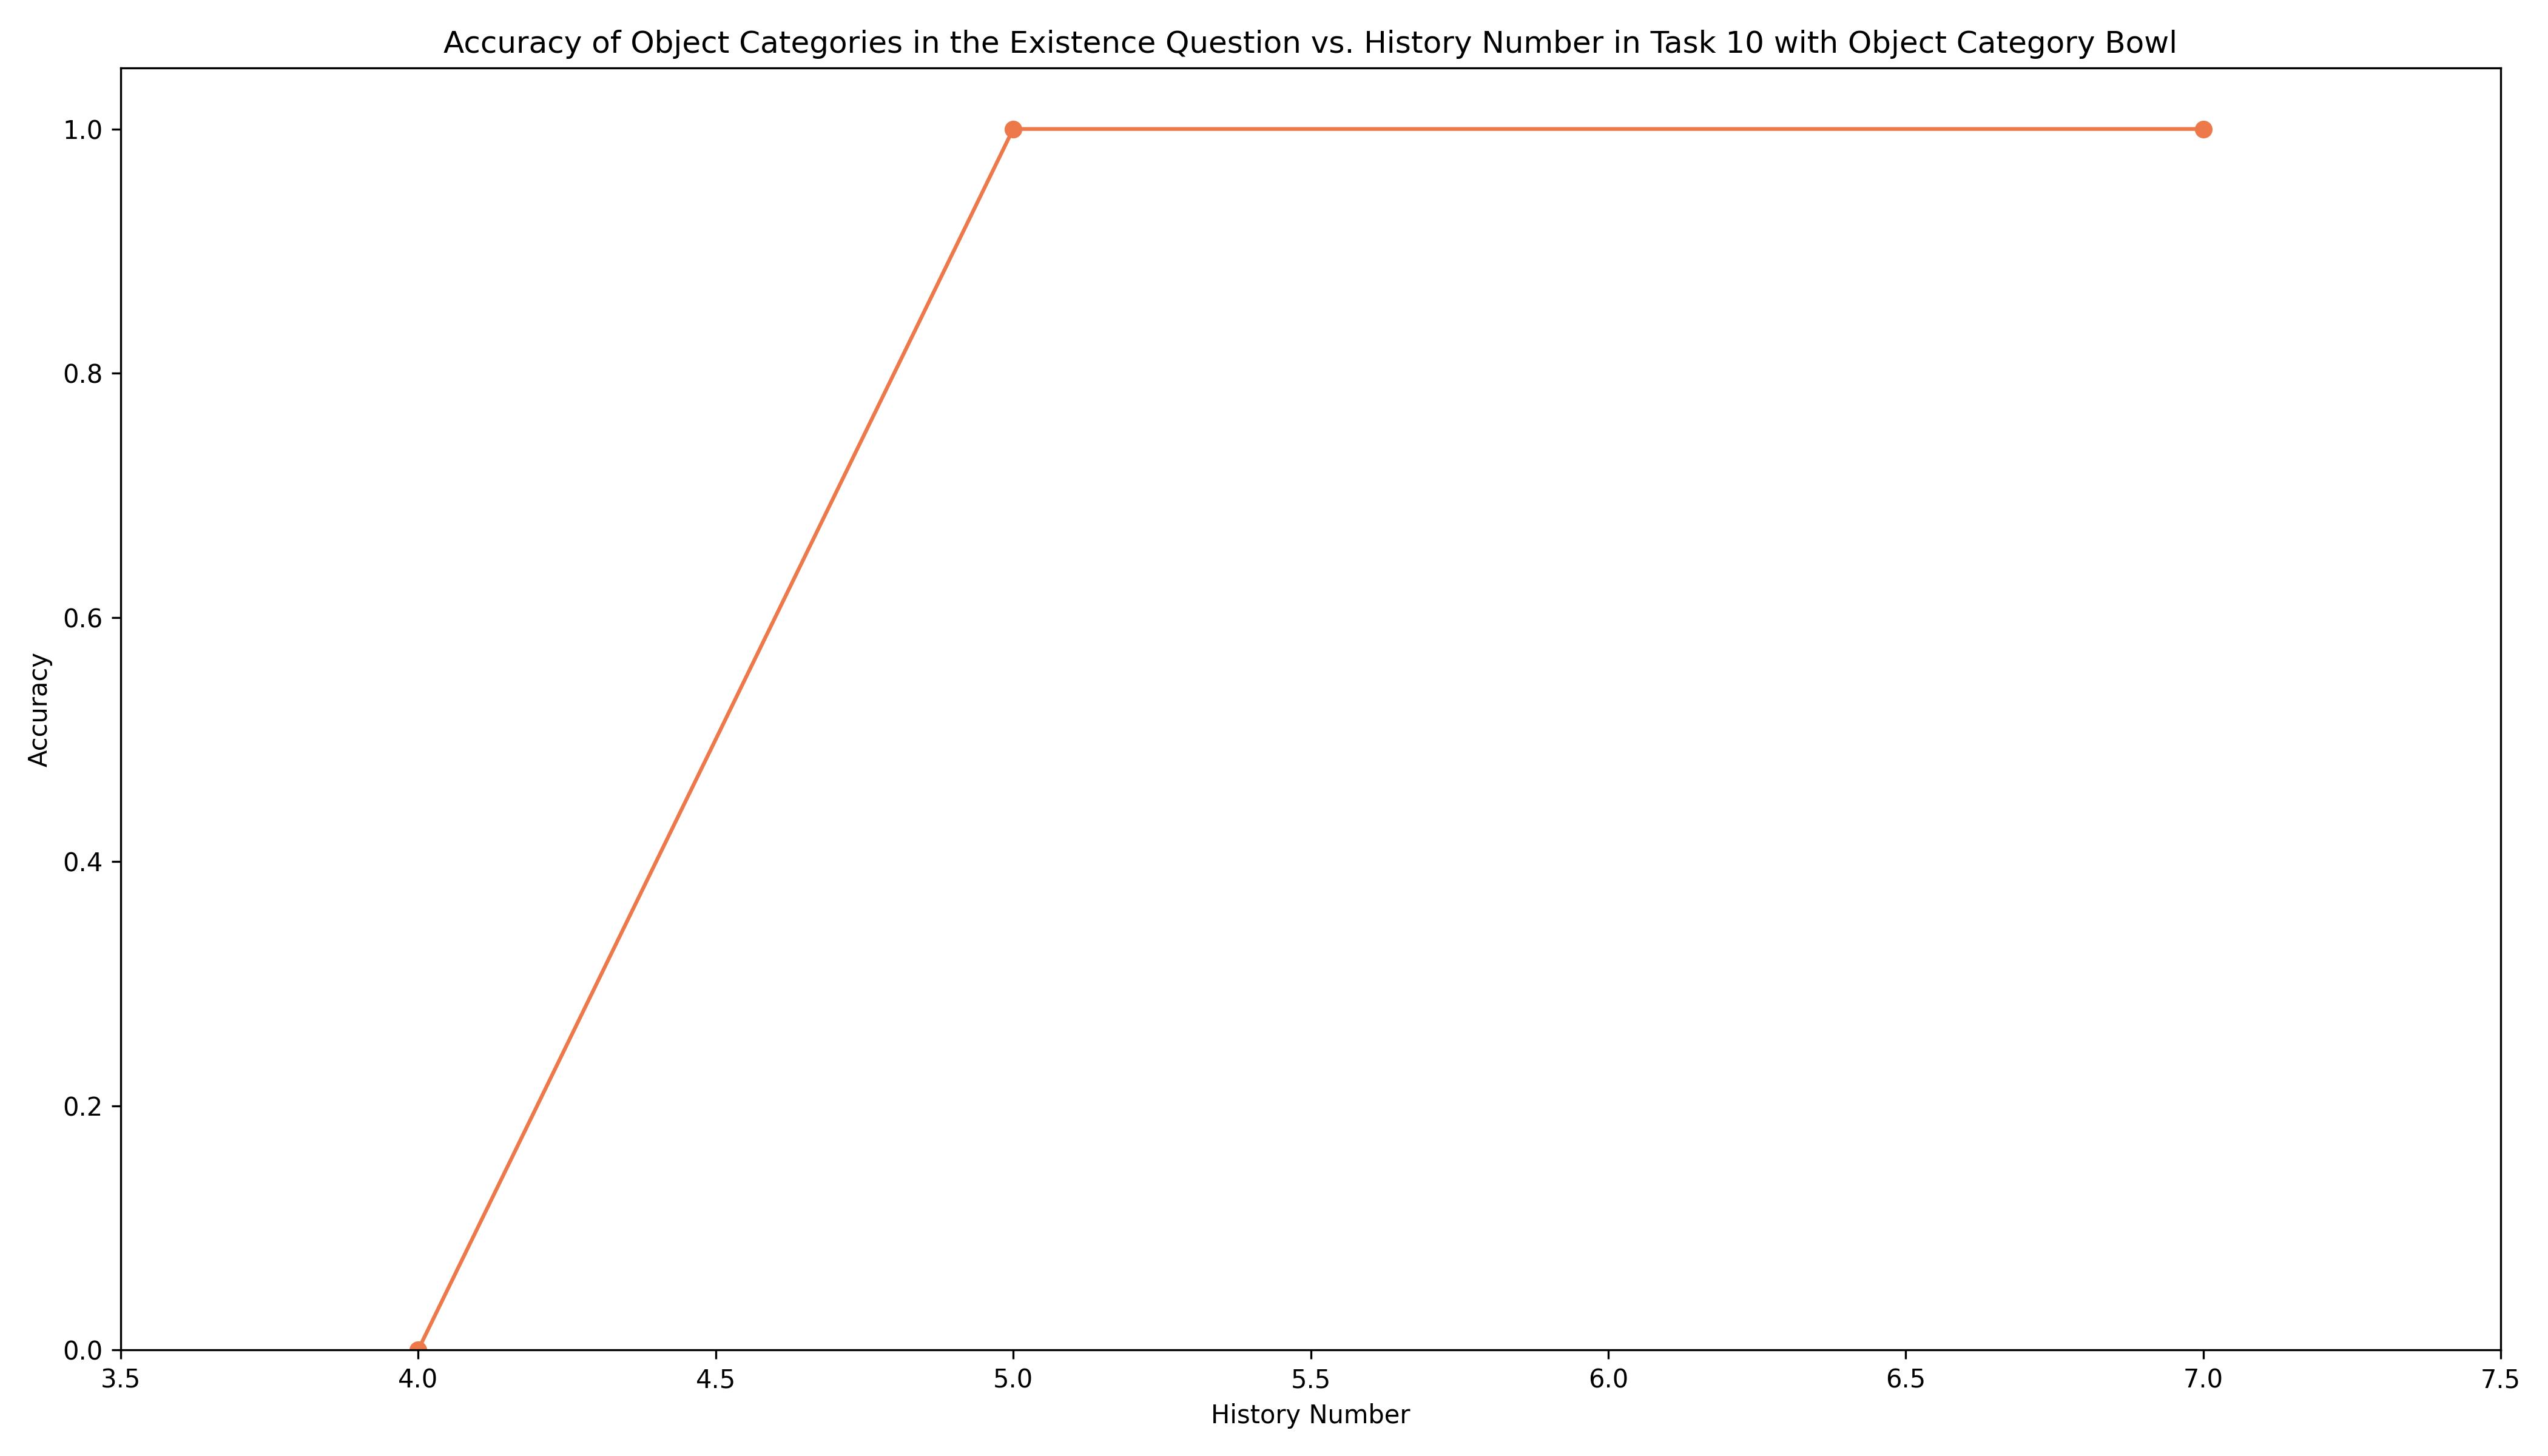 Accuracy of Object Categories in the Existence Question vs. History Number in Task 10 with Object Category Bowl
1.0
0.8
0.6
0.4
0.2
0.0
Accuracy
3.5 4.0 4.5 5.0 5.5 6.0 6.5 7.0 7.5
History Number